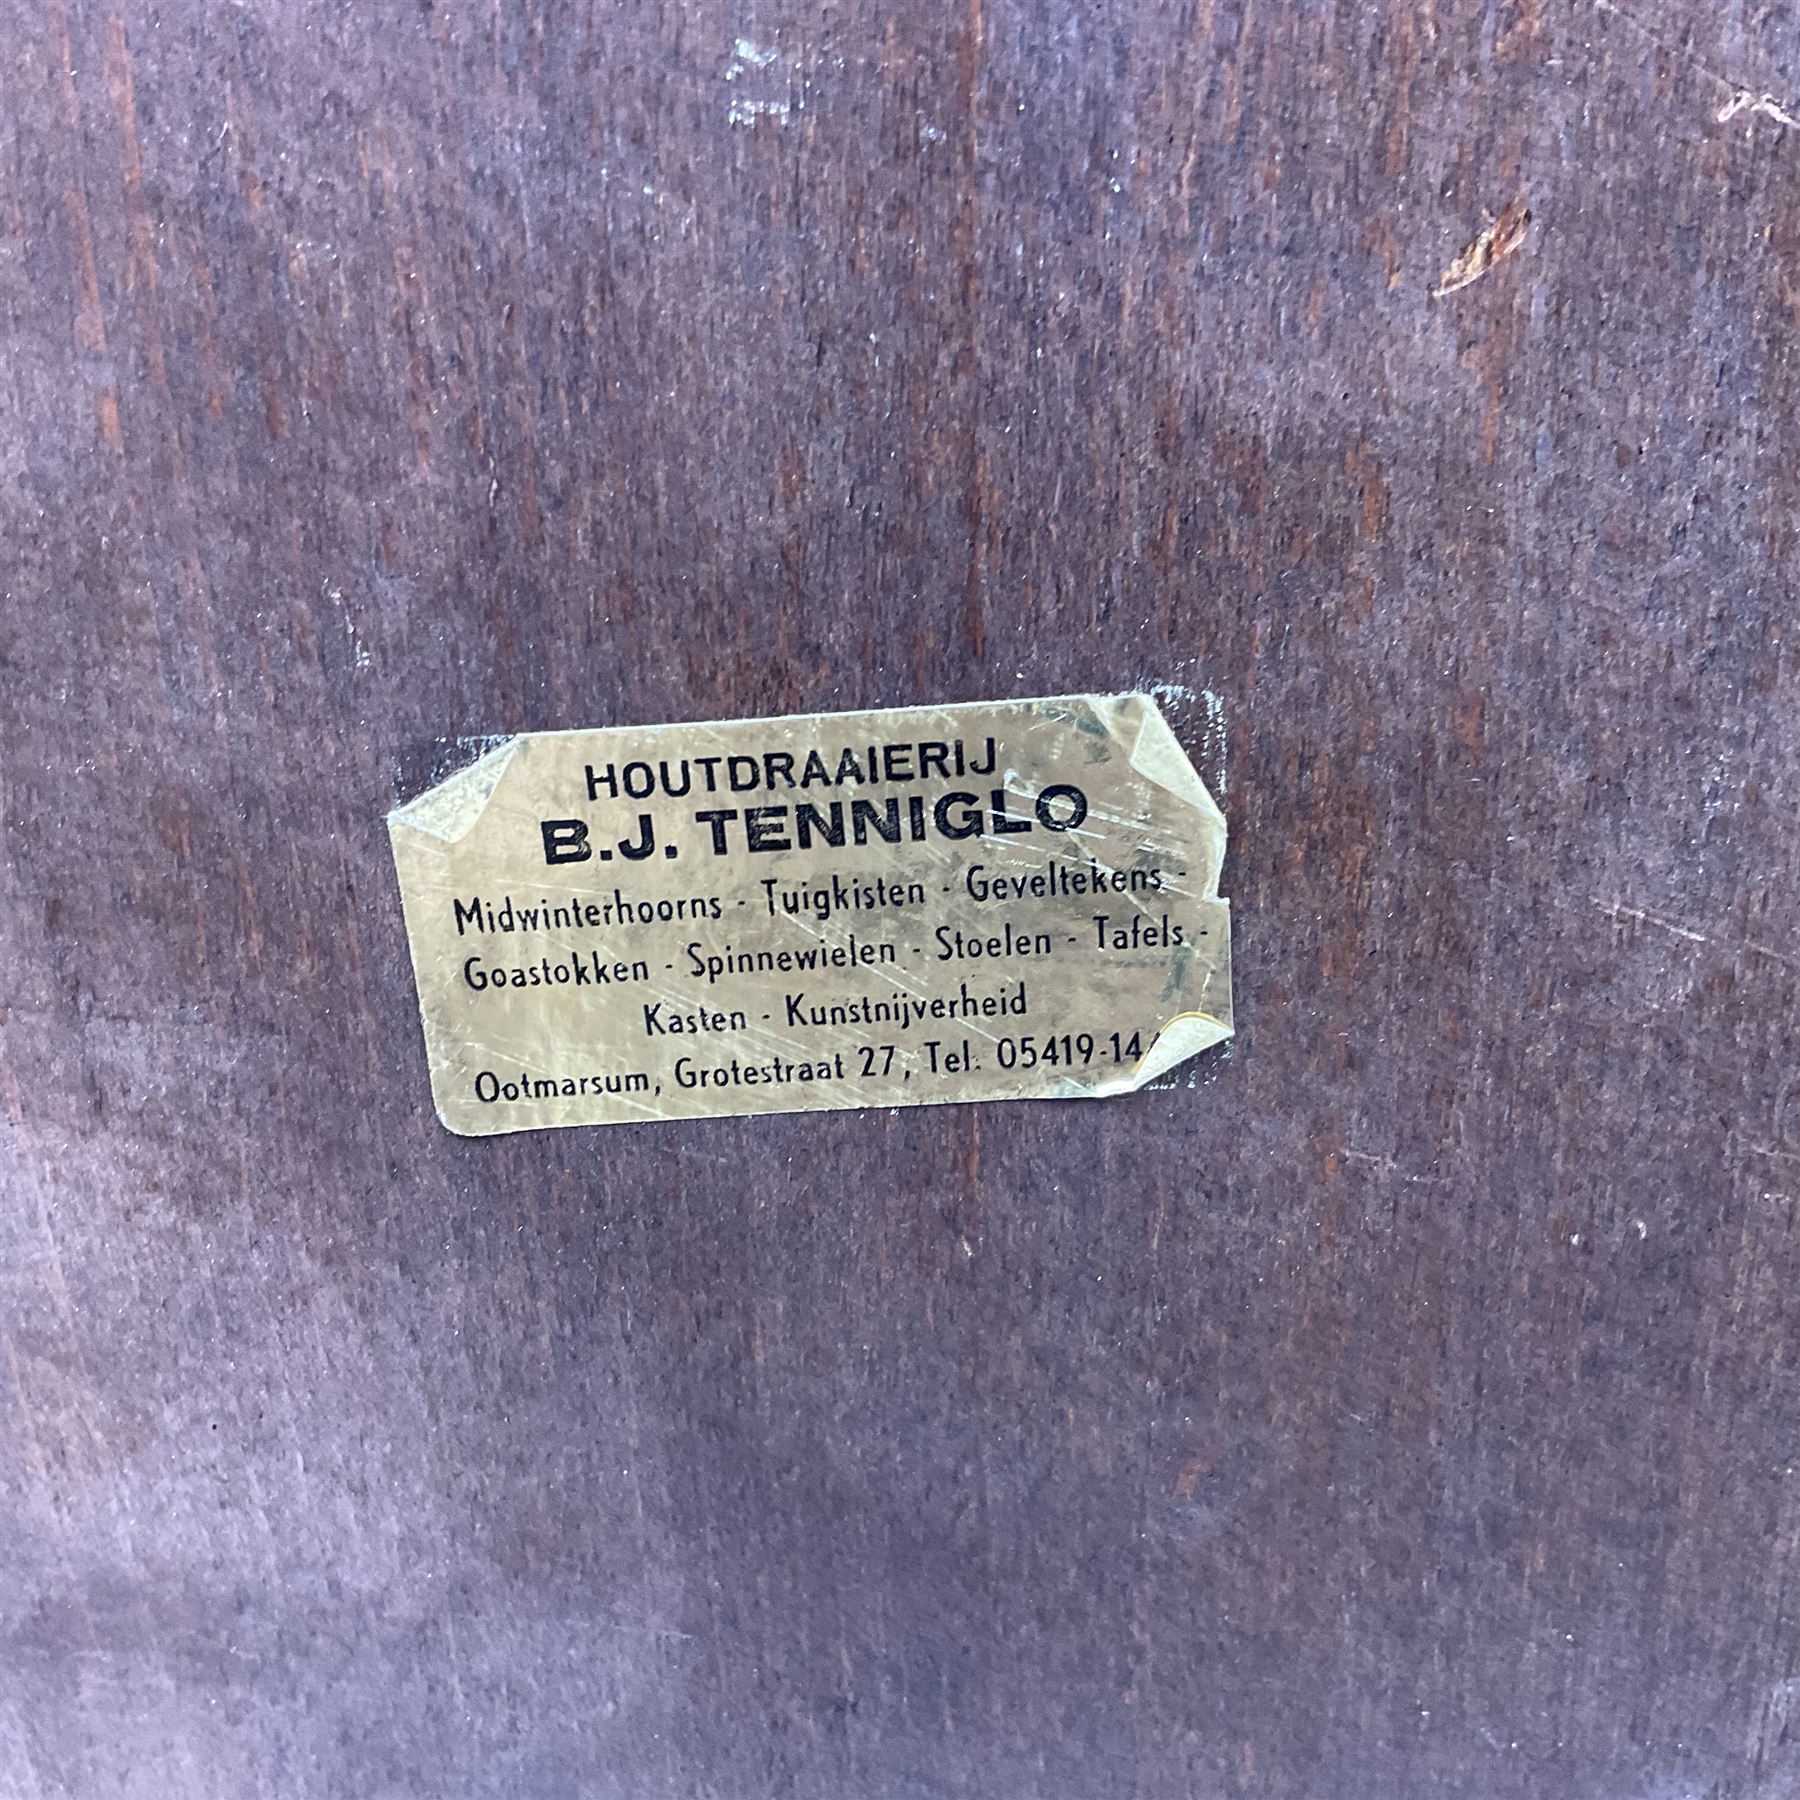 HOUTDRAAIERIJ
B.J. TENNIGLO
Midwinterhoorns - Tuigkisten - Geveltekens -
Goastokken - Spinnewielen - Stoelen - Tafels -
Kasten - Kunstnijverheid
Ootmarsum, Grotestraat 27, Tel. 05419-14